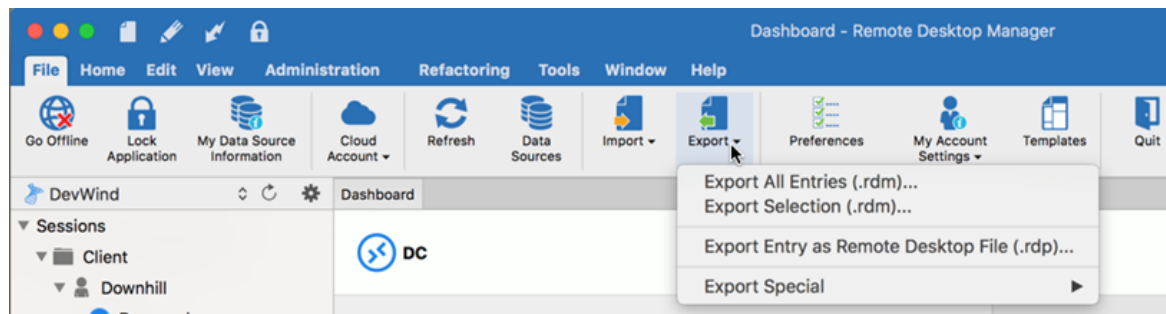 Dashboard - Remote Desktop Manager
File Home Edit View Administration Refactoring Tools Window Help
Go Offline
Lock
Application
My Data Source
Information
Cloud
Account
Refresh
Data
Sources
Import
Export
Preferences
My Account
Settings
Templates
Quit
DevWind
Dashboard
Export All Entries (.rdm)...
Export Selection (.rdm)...
Export Entry as Remote Desktop File (.rdp)...
Export Special
Sessions
Client
Downhill
DC